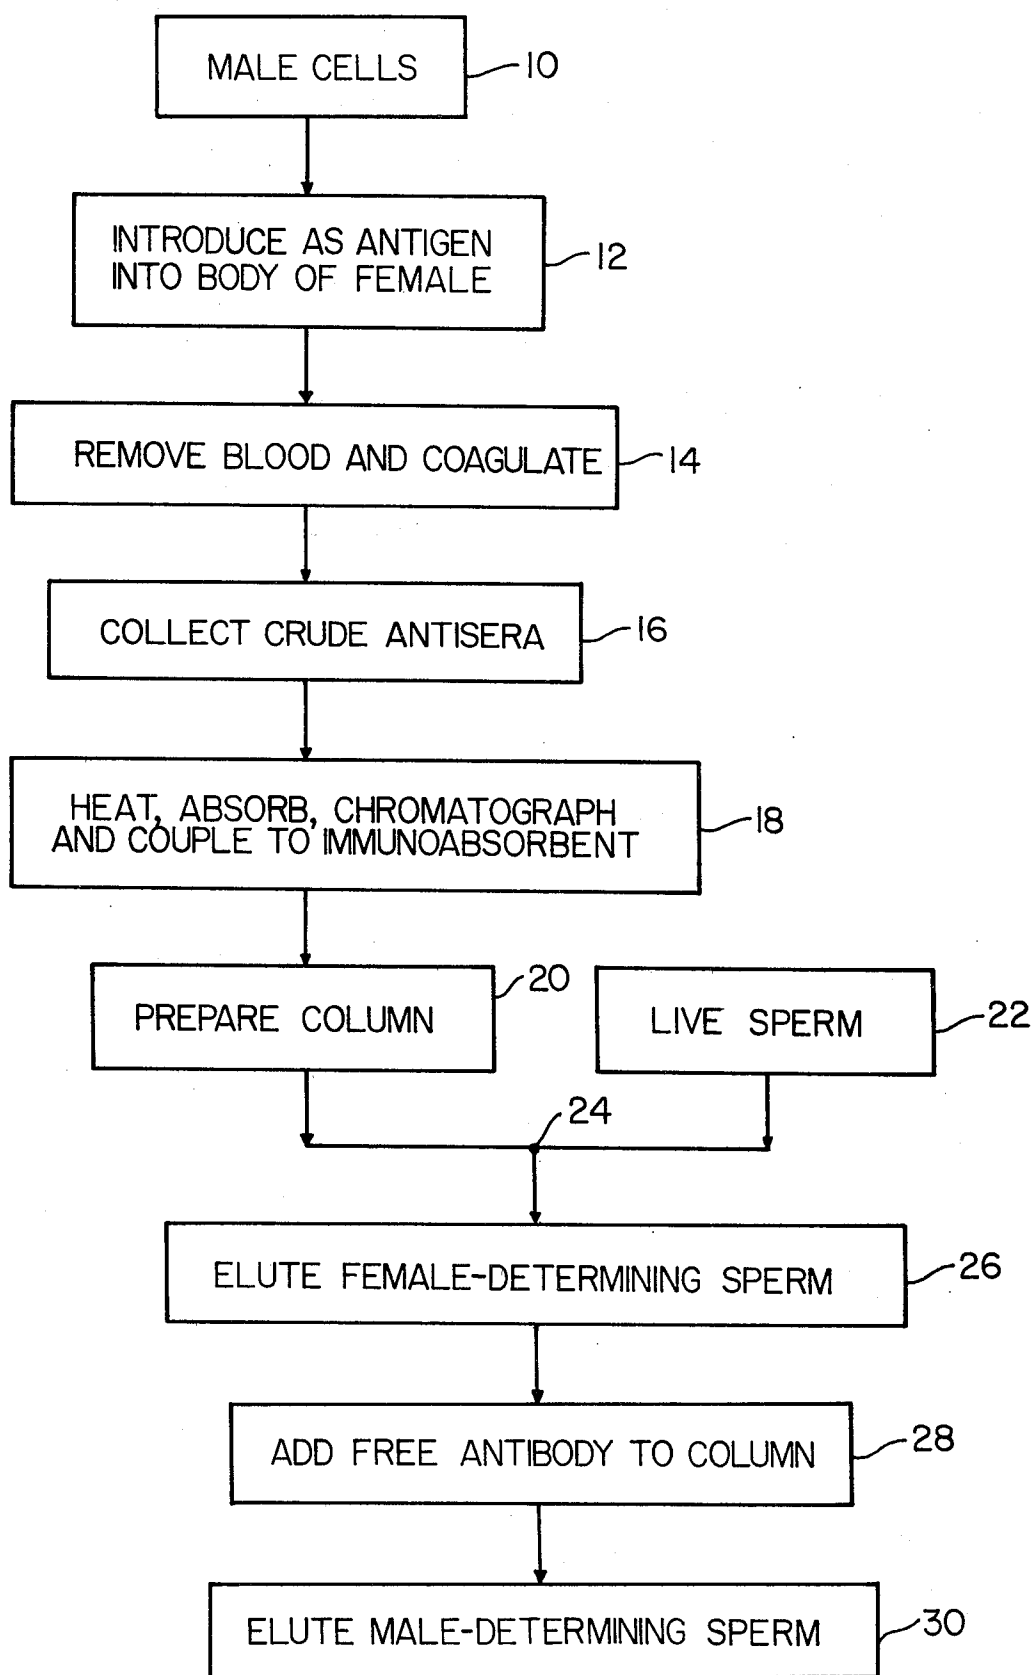 MALE CELLS
10
INTRODUCE AS ANTIGEN
INTO BODY OF FEMALE
12
REMOVE BLOOD AND COAGULATE
14
COLLECT CRUDE ANTISERA
16
HEAT, ABSORB, CHROMATOGRAPH
AND COUPLE TO IMMUNOABSORBENT
18
PREPARE COLUMN
20
LIVE SPERM
22
24
ELUTE FEMALE-DETERMINING SPERM
26
ADD FREE ANTIBODY TO COLUMN
28
ELUTE MALE-DETERMINING SPERM
30